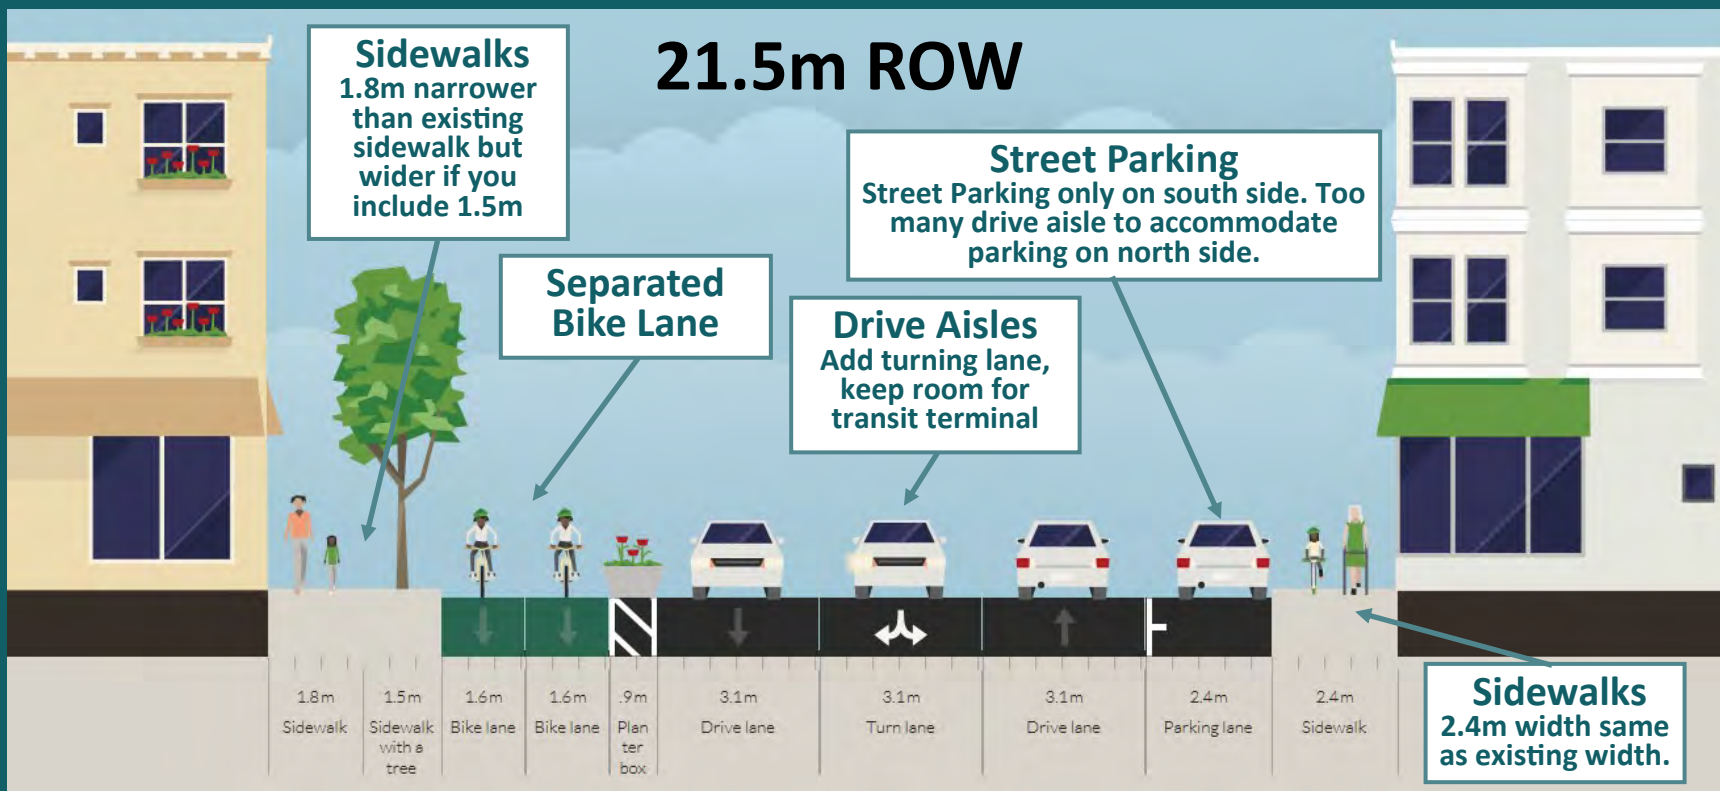 21.5m ROW
Sidewalks
1.8m narrower
than existing
sidewalk but
wider if you
include 1.5m
Separated
Bike Lane
Street Parking
Street Parking only on south side. Too
many drive aisle to accommodate
parking on north side.
Drive Aisles
Add turning lane,
keep room for
transit terminal
1.8m
Sidewalk
1.5m
Sidewalk
with a
tree
1.6m
Bike lane
1.6m
Bike lane
.9m
Plan
ter
box
3.1m
Drive lane
3.1m
Turn lane
3.1m
Drive lane
2.4m
Parking lane
2.4m
Sidewalk
Sidewalks
2.4m width same
as existing width.